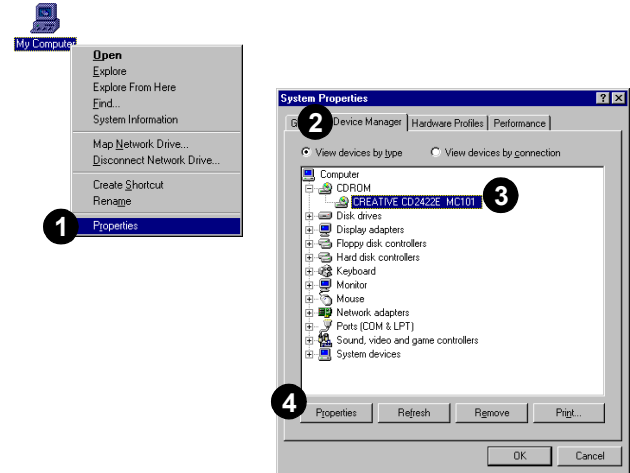 My Computer
Open
Explore
Explore From Here
Find...
System Information
Map Network Drive...
Disconnect Network Drive...
Create Shortcut
Rename
1
Properties
System Properties
G
2
Device Manager
Hardware Profiles
Performance
View devices by type
View devices by connection
Computer
CDROM
CREATIVE CD2422E MC101
3
Disk drives
Display adapters
Floppy disk controllers
Hard disk controllers
Keyboard
Monitor
Mouse
Network adapters
Ports (COM & LPT)
Sound, video and game controllers
System devices
4
Properties
Refresh
Remove
Print...
OK
Cancel